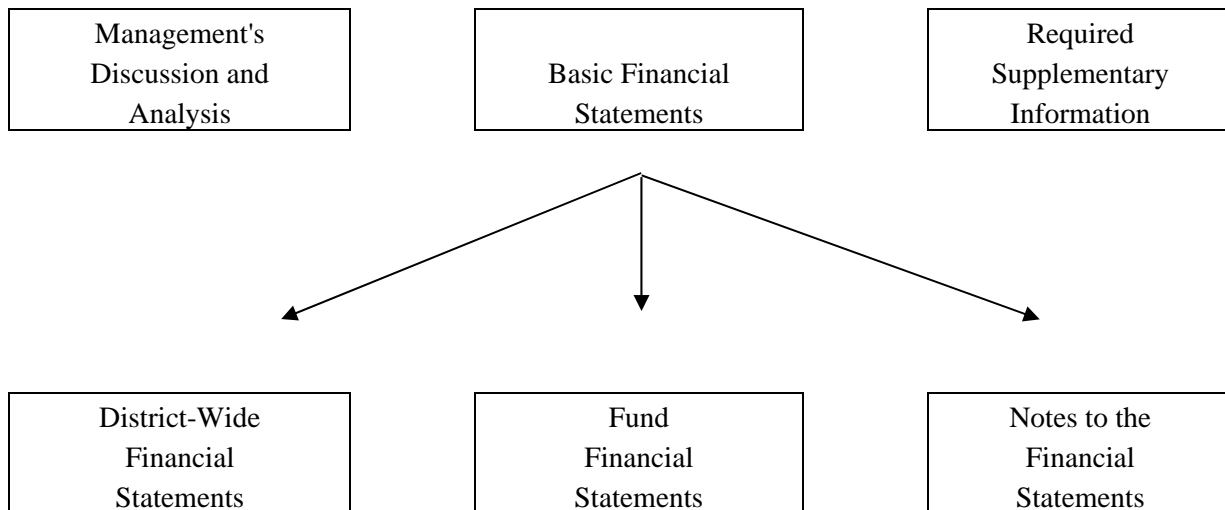 Management's
Discussion and
Analysis
Basic Financial
Statements
Required
Supplementary
Information
District-Wide
Financial
Statements
Fund
Financial
Statements
Notes to the
Financial
Statements